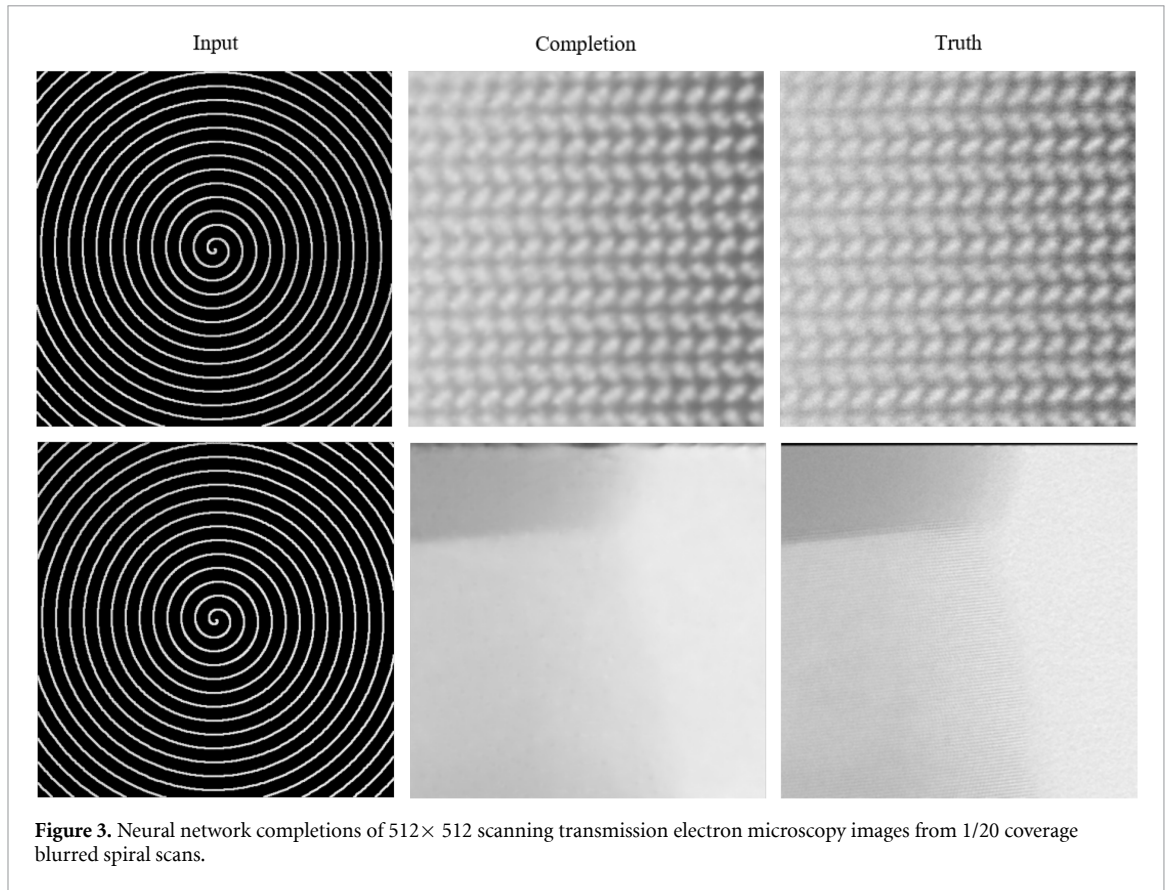 Input Completion Truth
Figure 3. Neural network completions of 512× 512 scanning transmission electron microscopy images from 1/20 coverage
blurred spiral scans.